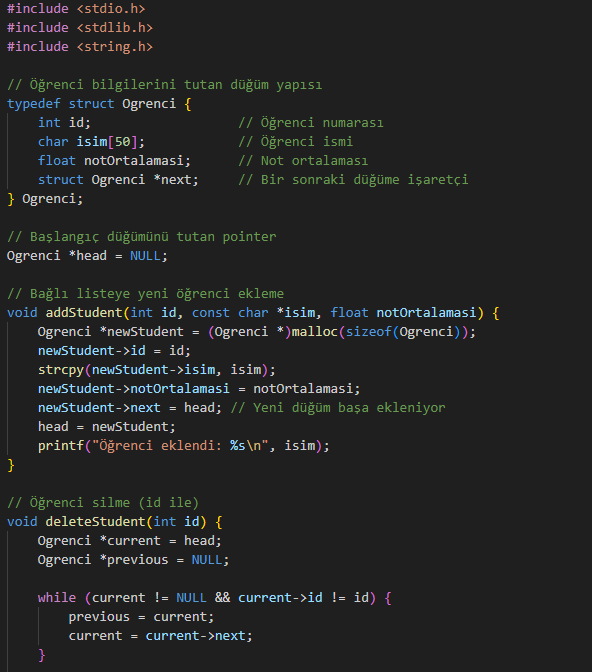 #include <stdio.h>
#include <stdlib.h>
#include <string.h>
// Öğrenci bilgilerini tutan düğüm yapısı
typedef struct Ogrenci {
    int id;                   // Öğrenci numarası
    char isim[50];            // Öğrenci ismi
    float notOrtalamasi;      // Not ortalaması
    struct Ogrenci *next;     // Bir sonraki düğüme işaretçi
} Ogrenci;
// Başlangıç düğümünü tutan pointer
Ogrenci *head = NULL;
// Bağlı listeye yeni öğrenci ekleme
void addStudent(int id, const char *isim, float notOrtalamasi) {
    Ogrenci *newStudent = (Ogrenci *)malloc(sizeof(Ogrenci));
    newStudent->id = id;
    strcpy(newStudent->isim, isim);
    newStudent->notOrtalamasi = notOrtalamasi;
    newStudent->next = head; // Yeni düğüm başa ekleniyor
    head = newStudent;
    printf("Öğrenci eklendi: %s\n", isim);
}
// Öğrenci silme (id ile)
void deleteStudent(int id) {
    Ogrenci *current = head;
    Ogrenci *previous = NULL;
    while (current != NULL && current->id != id) {
        previous = current;
        current = current->next;
    }